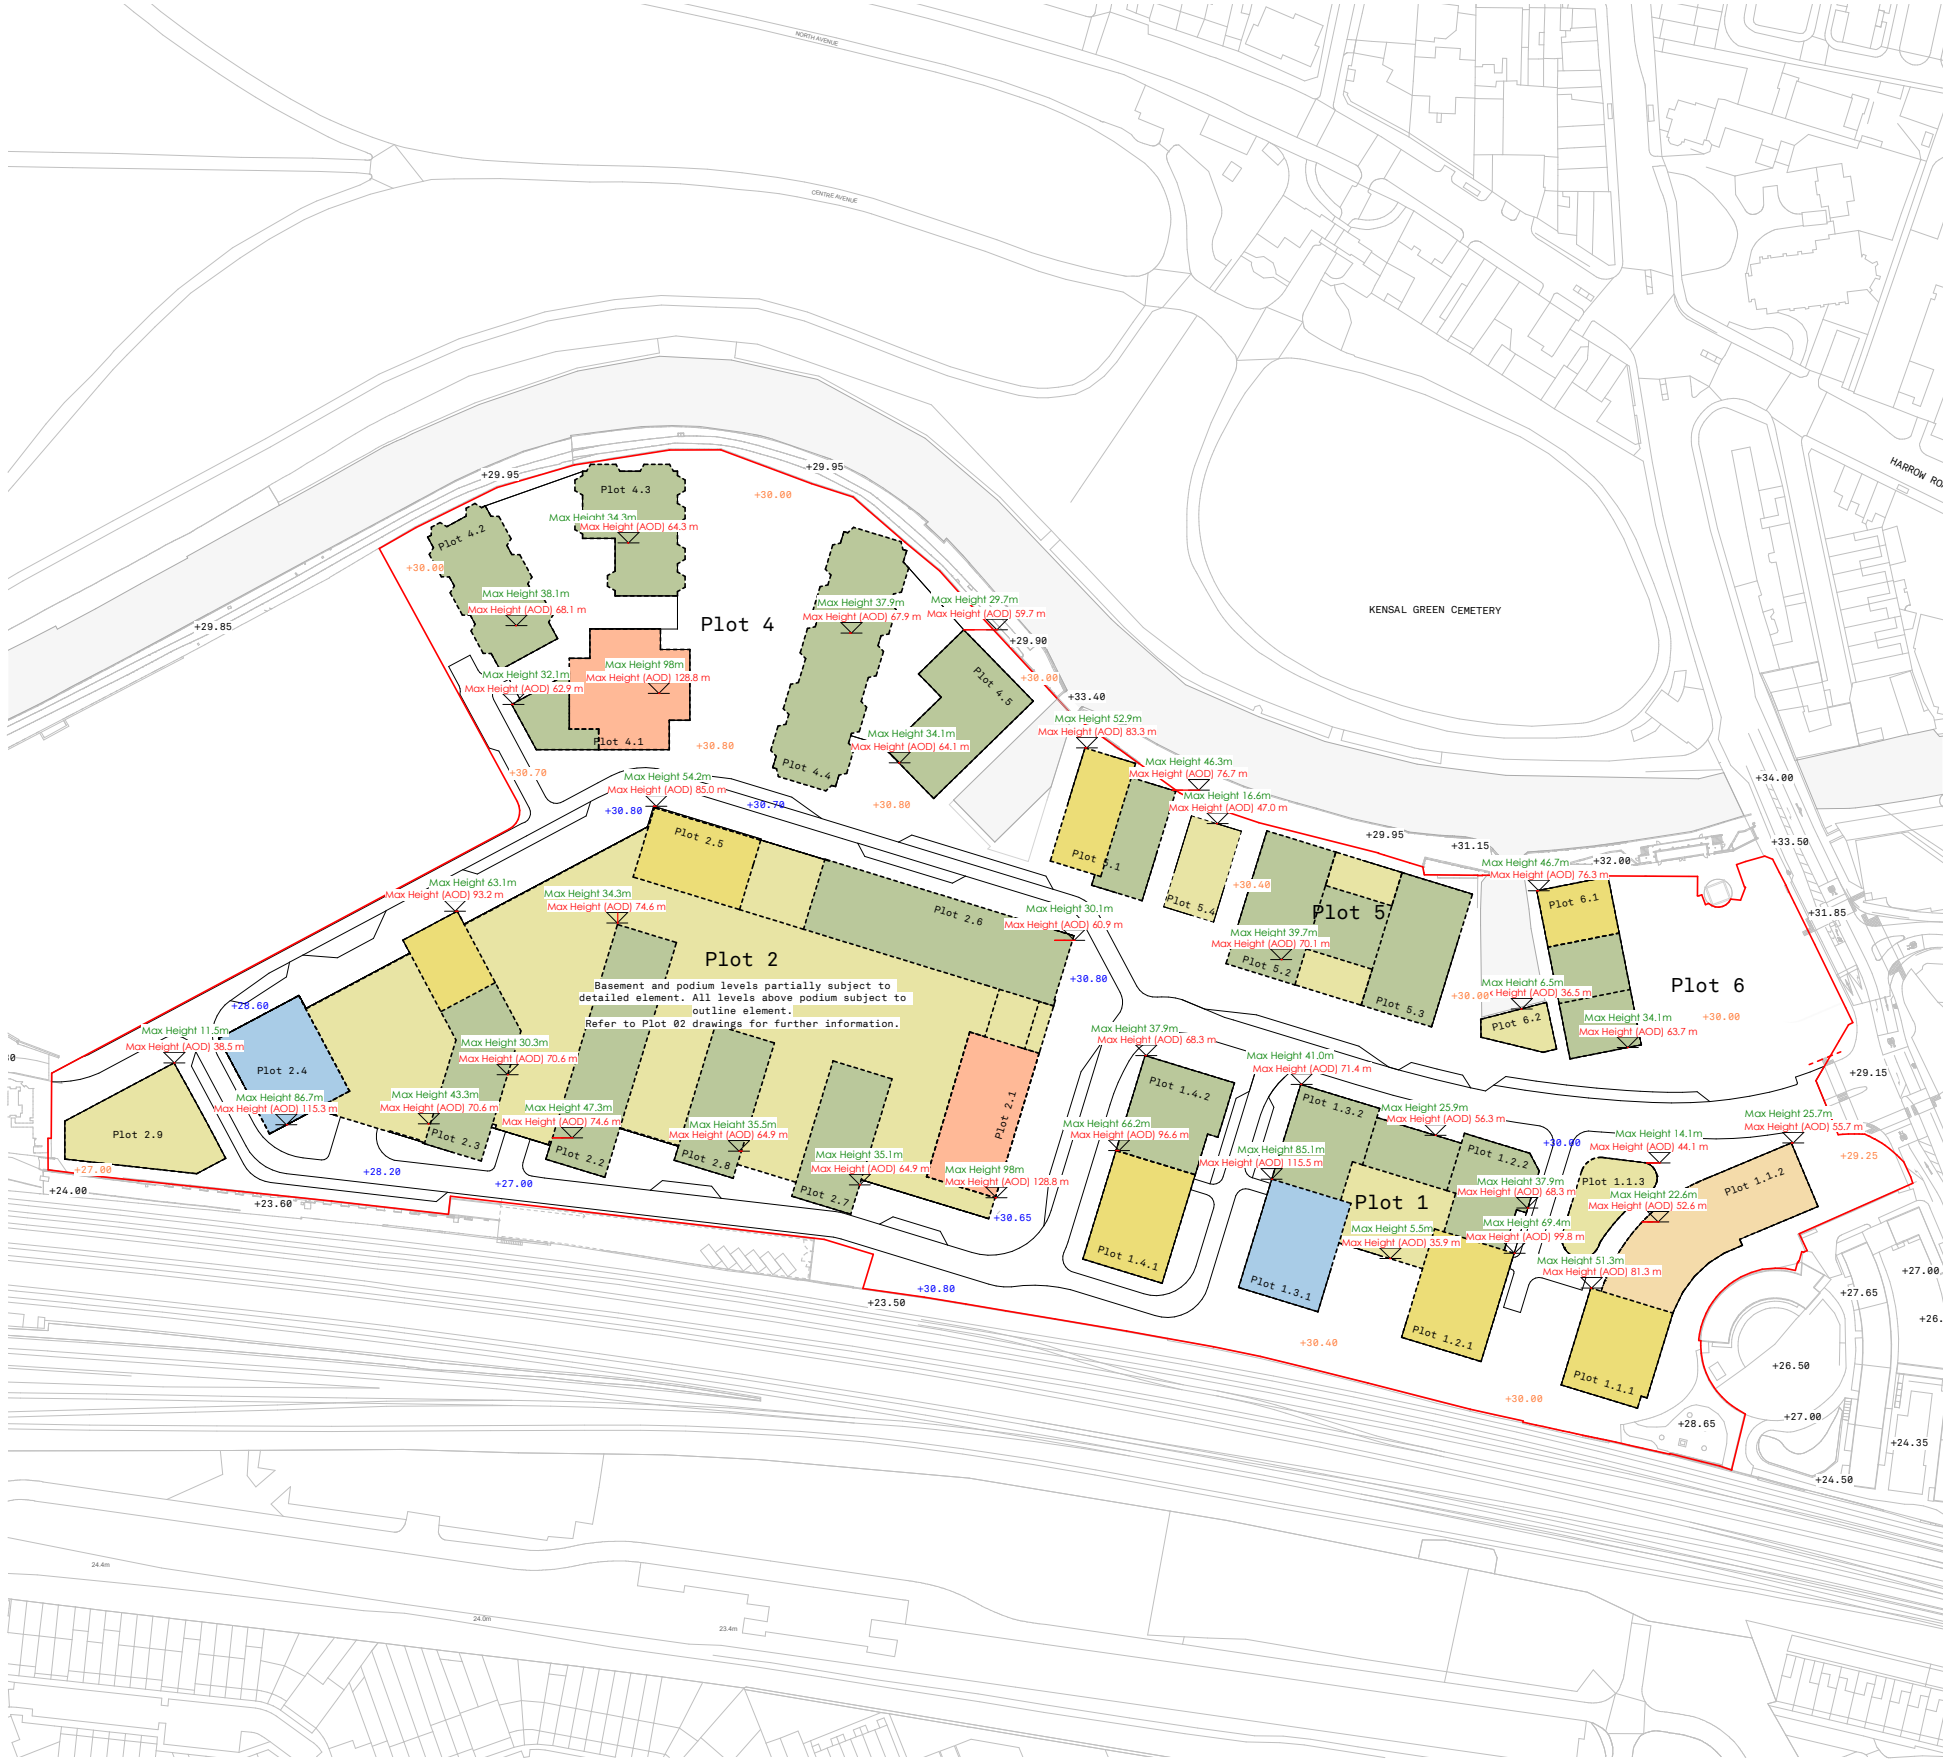 NORTH AVENUE
CENTRE AVENUE
HARROW RO
+29.95
+29.95
+30.00
Plot 4.3
Max Height 34.3m
Max Height (AOD) 64.3 m
Plot 4.2
+30.00
Max Height 38.1m
Max Height (AOD) 68.1 m
+29.85
Plot 4
Max Height 37.9m
Max Height (AOD) 67.9 m
Max Height 29.7m
Max Height (AOD) 59.7 m
+29.90
KENSAL GREEN CEMETERY
Max Height 32.1m
Max Height (AOD) 62.9 m
Max Height 98m
Max Height (AOD) 128.8 m
Plot 4.1
+30.80
+30.70
Plot 4.5
+30.00
+33.40
Max Height 34.1m
Max Height (AOD) 64.1 m
Plot 4.4
+30.80
Max Height 52.9m
Max Height (AOD) 83.3 m
Max Height 46.3m
Max Height (AOD) 76.7 m
Max Height 16.6m
Max Height (AOD) 47.0 m
+34.00
Max Height 54.2m
Max Height (AOD) 85.0 m
+30.80
+30.70
Plot 2.5
Plot 5.1
+29.95
+31.15
+32.00
+33.50
Max Height 46.7m
Max Height (AOD) 76.3 m
Max Height 63.1m
Max Height (AOD) 93.2 m
Max Height 34.3m
Max Height (AOD) 74.6 m
Plot 2.6
Max Height 30.1m
Max Height (AOD) 60.9 m
+30.40
Plot 5.4
Plot 5
Plot 6.1
+31.85
Max Height 39.7m
Max Height (AOD) 70.1 m
Plot 5.2
Plot 5.3
Plot 2
Basement and podium levels partially subject to
detailed element. All levels above podium subject to
outline element.
Refer to Plot 02 drawings for further information.
+30.80
+30.00
Max Height 6.5m
Max Height (AOD) 36.5 m
Plot 6.2
Plot 6
+30.00
Max Height 34.1m
Max Height (AOD) 63.7 m
+28.60
Max Height 11.5m
Max Height (AOD) 38.5 m
Plot 2.4
Max Height 86.7m
Max Height (AOD) 115.3 m
Plot 2.9
+27.00
+24.00
+23.60
Max Height 30.3m
Max Height (AOD) 70.6 m
Max Height 43.3m
Max Height (AOD) 70.6 m
Plot 2.3
+28.20
+27.00
Max Height 47.3m
Max Height (AOD) 74.6 m
Plot 2.2
Max Height 35.5m
Max Height (AOD) 64.9 m
Plot 2.8
Max Height 35.1m
Max Height (AOD) 64.9 m
Plot 2.7
Plot 2.1
Max Height 98m
Max Height (AOD) 128.8 m
+30.65
Max Height 37.9m
Max Height (AOD) 68.3 m
Plot 1.4.2
Max Height 66.2m
Max Height (AOD) 96.6 m
Plot 1.4.1
Max Height 41.0m
Max Height (AOD) 71.4 m
Plot 1.3.2
Max Height 25.9m
Max Height (AOD) 56.3 m
Max Height 85.1m
Max Height (AOD) 115.5 m
Plot 1.3.1
Plot 1.2.2
+30.00
Plot 1
Max Height 37.9m
Max Height (AOD) 68.3 m
Max Height 5.5m
Max Height (AOD) 35.9 m
Max Height 69.4m
Max Height (AOD) 99.8 m
Plot 1.2.1
+29.15
Max Height 25.7m
Max Height (AOD) 55.7 m
Max Height 14.1m
Max Height (AOD) 44.1 m
+29.25
Plot 1.1.3
Plot 1.1.2
Max Height 22.6m
Max Height (AOD) 52.6 m
Max Height 51.3m
Max Height (AOD) 81.3 m
Plot 1.1.1
+27.00
+27.65
+26.
+30.80
+23.50
+30.40
+30.00
+26.50
+27.00
+28.65
+24.35
+24.50
24.4m
24.0m
23.4m